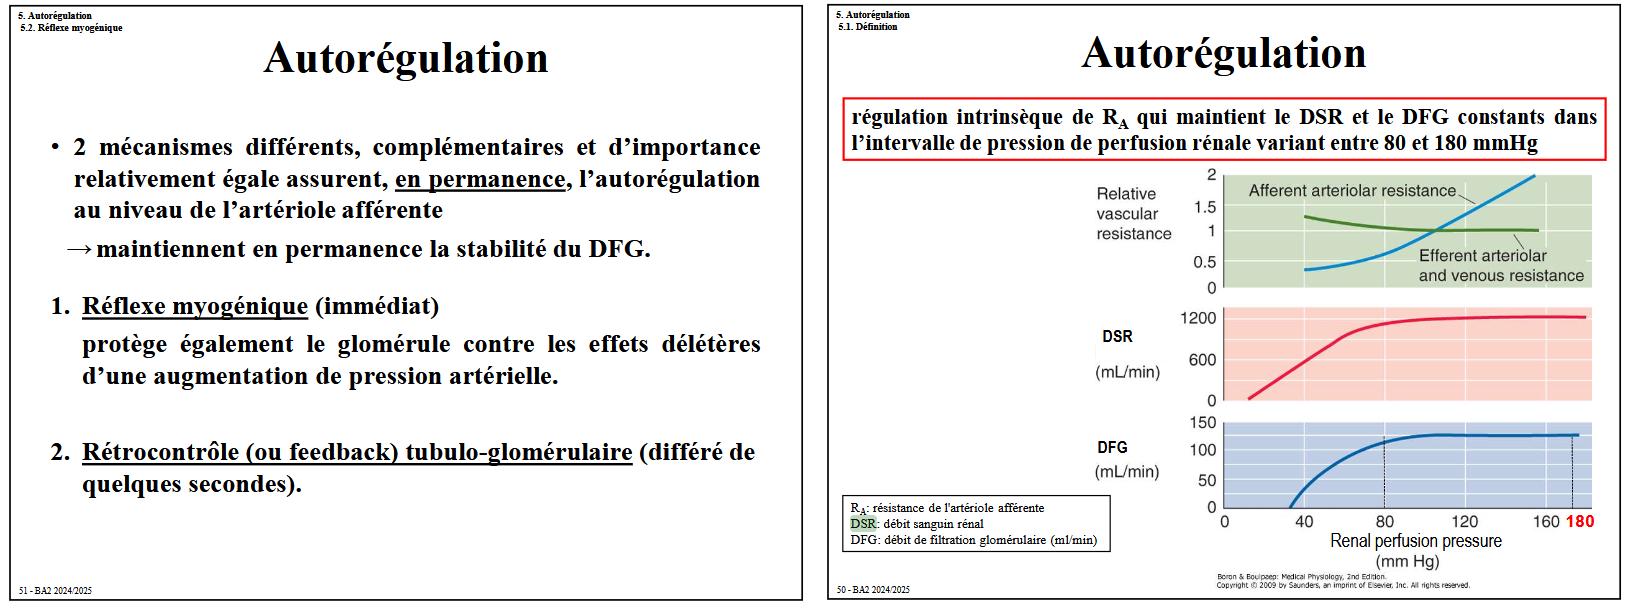 5. Autorégulation
5.2. Réflexe myogénique
Autorégulation
• 2 mécanismes différents, complémentaires et d'importance
relativement égale assurent, en permanence, l'autorégulation
au niveau de l'artériole afférente
→ maintiennent en permanence la stabilité du DFG.
1. Réflexe myogénique (immédiat)
protège également le glomérule contre les effets délétères
d'une augmentation de pression artérielle.
2. Rétrocontrôle (ou feedback) tubulo-glomérulaire (différé de
quelques secondes).
51 - BA2 2024/2025
5. Autorégulation
5.1. Définition
Autorégulation
régulation intrinsèque de RA qui maintient le DSR et le DFG constants dans
l'intervalle de pression de perfusion rénale variant entre 80 et 180 mmHg
Relative
vascular
resistance
2
1.5
1
0.5
0
Afferent arteriolar resistance
Efferent arteriolar
and venous resistance
DSR
(mL/min)
1200
600
0
DFG
(mL/min)
150
100
50
0
0 40 80 120 160 180
Renal perfusion pressure
(mm Hg)
RA: résistance de l'artériole afférente
DSR: débit sanguin rénal
DFG: débit de filtration glomérulaire (ml/min)
Boron & Boulpaep: Medical Physiology, 2nd Edition.
Copyright © 2009 by Saunders, an imprint of Elsevier, Inc. All rights reserved.
50 - BA2 2024/2025